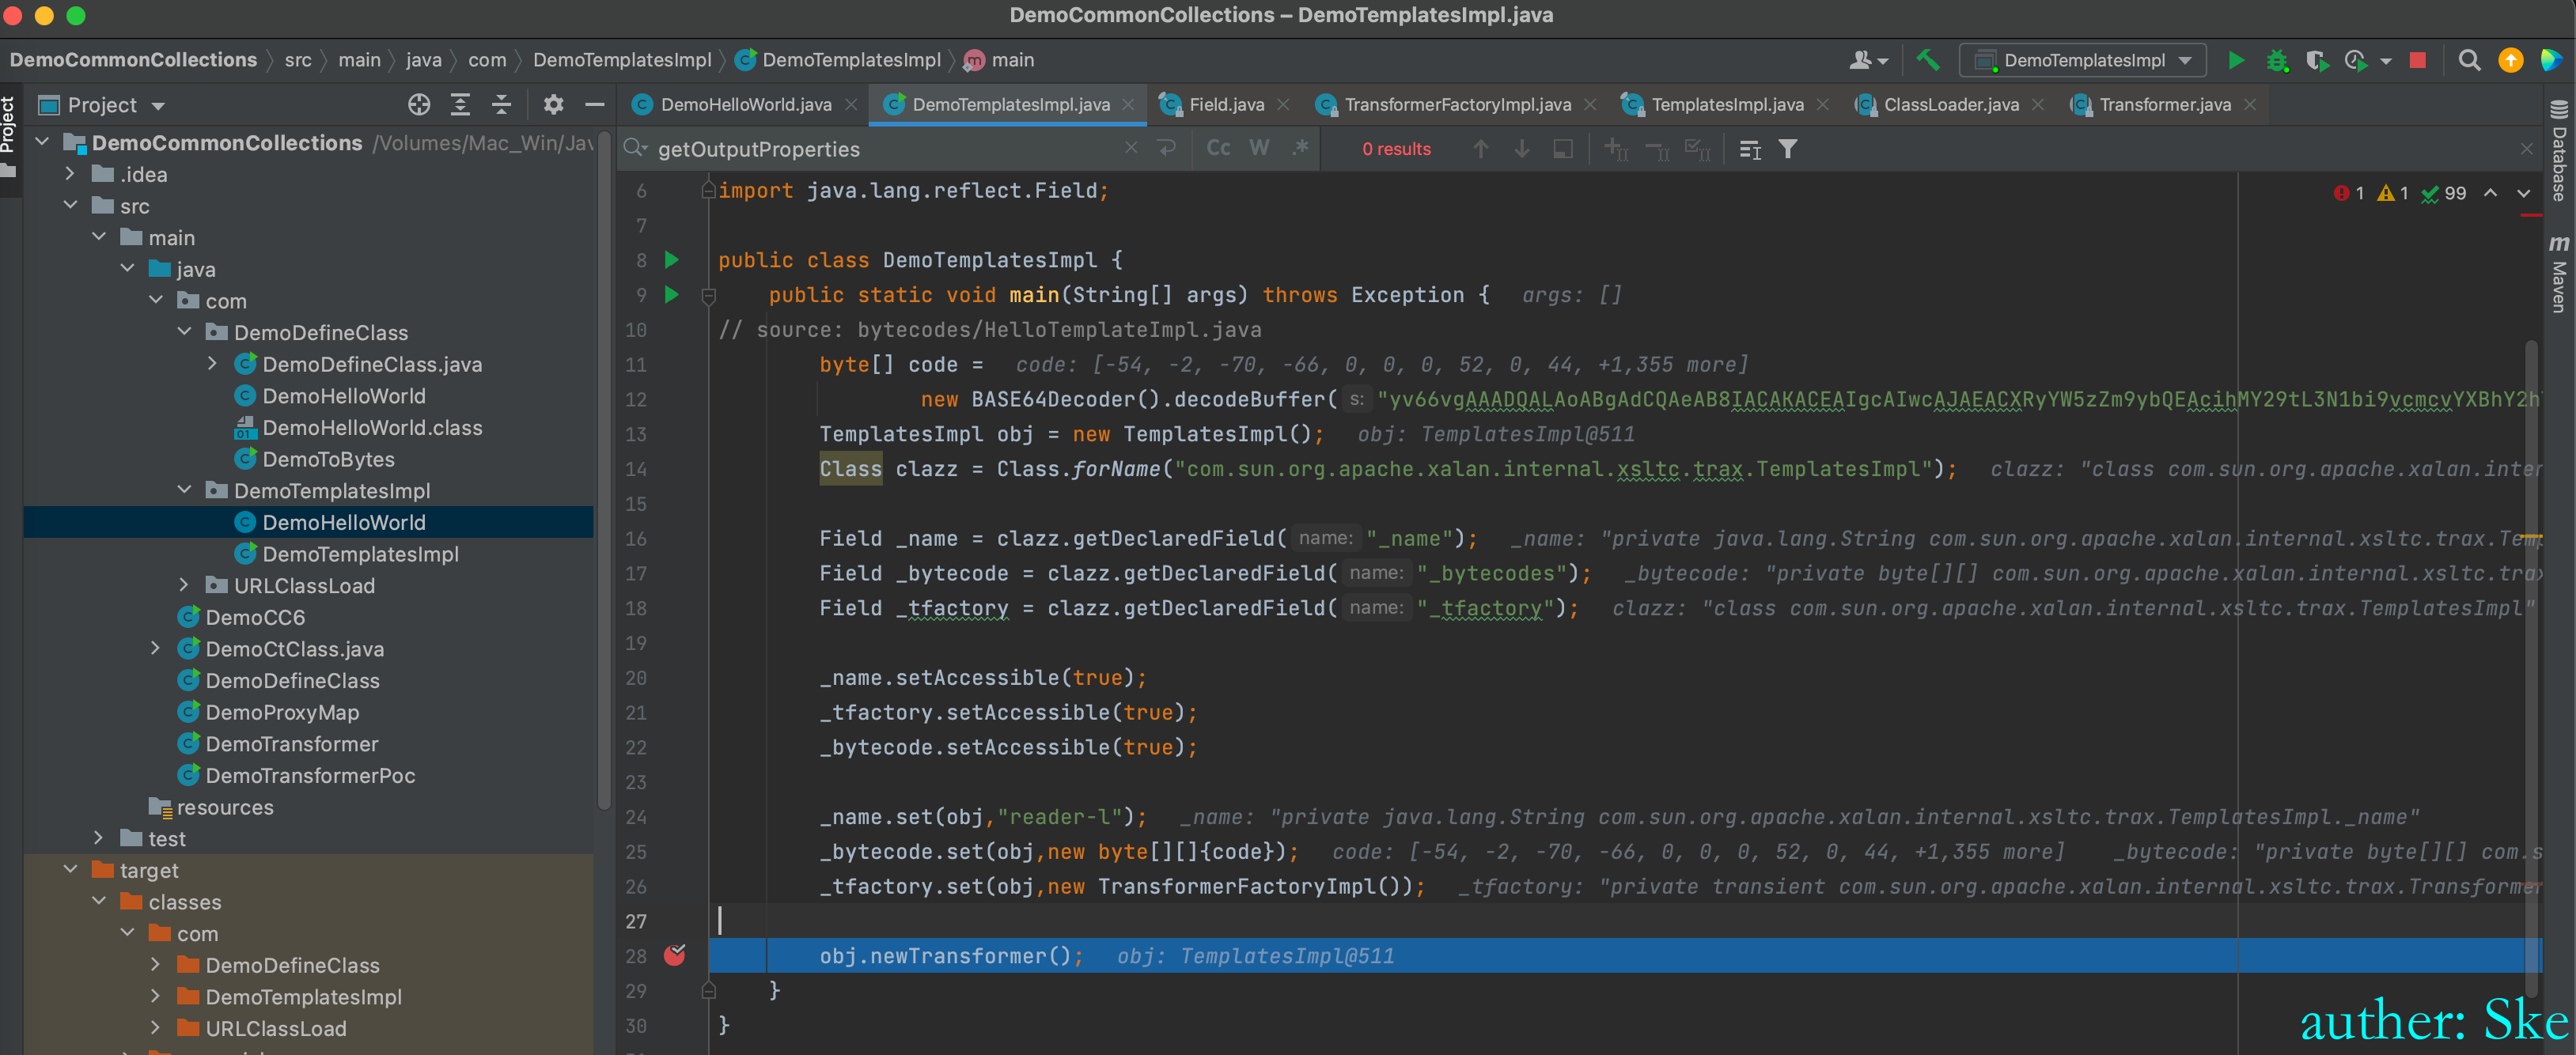 DemoCommonCollections – DemoTemplatesImpl.java
DemoCommonCollections src main java com DemoTemplatesImpl DemoTemplatesImpl m main
DemoTemplatesImpl
Project
Project
DemoHelloWorld.java DemoTemplatesImpl.java Field.java TransformerFactoryImpl.java TemplatesImpl.java ClassLoader.java Transformer.java
getOutputProperties Cc W .* 0 results
DemoCommonCollections /Volumes/Mac_Win/Jav
.idea
src
main
java
com
DemoDefineClass
DemoDefineClass.java
DemoHelloWorld
DemoHelloWorld.class
DemoToBytes
DemoTemplatesImpl
DemoHelloWorld
DemoTemplatesImpl
URLClassLoad
DemoCC6
DemoCtClass.java
DemoDefineClass
DemoProxyMap
DemoTransformer
DemoTransformerPoc
resources
test
target
classes
com
DemoDefineClass
DemoTemplatesImpl
URLClassLoad
1 1 99
6 import java.lang.reflect.Field;
7
8 public class DemoTemplatesImpl {
9 public static void main(String[] args) throws Exception { args: []
10 // source: bytecodes/HelloTemplateImpl.java
11 byte[] code = code: [-54, -2, -70, -66, 0, 0, 0, 52, 0, 44, +1,355 more]
12 new BASE64Decoder().decodeBuffer( s: "yv66vgAAADQALAoABgAdCQAeAB8IACAKACEAIgcAIwcAJAEACXRyYW5zZm9ybQEAcihMY29tL3N1bi9vcmcvYXBhY2h
13 TemplatesImpl obj = new TemplatesImpl(); obj: TemplatesImpl@511
14 Class clazz = Class.forName("com.sun.org.apache.xalan.internal.xsltc.trax.TemplatesImpl"); clazz: "class com.sun.org.apache.xalan.inter
15
16 Field _name = clazz.getDeclaredField( name: "_name"); _name: "private java.lang.String com.sun.org.apache.xalan.internal.xsltc.trax.Temp
17 Field _bytecode = clazz.getDeclaredField( name: "_bytecodes"); _bytecode: "private byte[][] com.sun.org.apache.xalan.internal.xsltc.trax
18 Field _tfactory = clazz.getDeclaredField( name: "_tfactory"); clazz: "class com.sun.org.apache.xalan.internal.xsltc.trax.TemplatesImpl"
19
20 _name.setAccessible(true);
21 _tfactory.setAccessible(true);
22 _bytecode.setAccessible(true);
23
24 _name.set(obj,"reader-l"); _name: "private java.lang.String com.sun.org.apache.xalan.internal.xsltc.trax.TemplatesImpl._name"
25 _bytecode.set(obj,new byte[][]{code}); code: [-54, -2, -70, -66, 0, 0, 0, 52, 0, 44, +1,355 more] _bytecode: "private byte[][] com.s
26 _tfactory.set(obj,new TransformerFactoryImpl()); _tfactory: "private transient com.sun.org.apache.xalan.internal.xsltc.trax.Transformer
27
28 obj.newTransformer(); obj: TemplatesImpl@511
29 }
30 }
Database
m Maven
auther: Ske